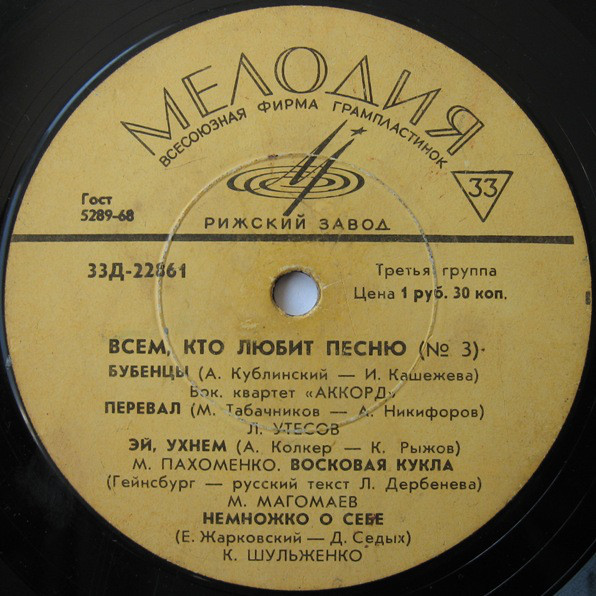 МЕЛОДИЯ
ВСЕСОЮЗНАЯ ФИРМА ГРАМПЛАСТИНОК
33
Гост
5289-68
РИЖСКИЙ ЗАВОД
33Д-22861
Третья группа
Цена 1 руб. 30 коп.
ВСЕМ, КТО ЛЮБИТ ПЕСНЮ (№ 3)
БУБЕНЦЫ (А. Кублинский — И. Кашежева)
Вок. квартет «АККОРД»
ПЕРЕВАЛ (М. Табачников — А. Никифоров)
Л. УТЕСОВ
ЭЙ, УХНЕМ (А. Колкер — К. Рыжов)
М. ПАХОМЕНКО. ВОСКОВАЯ КУКЛА
(Гейнсбург — русский текст Л. Дербенева)
М. МАГОМАЕВ
НЕМНОЖКО О СЕБЕ
(Е. Жарковский — Д. Седых)
К. ШУЛЬЖЕНКО